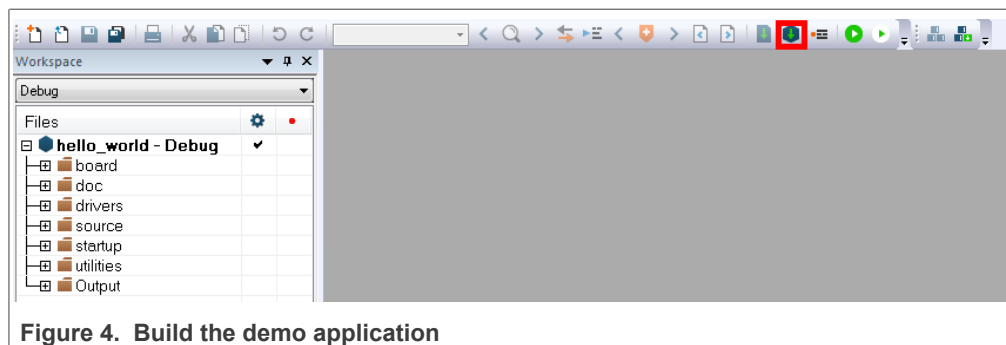 Workspace
Debug
Files
hello_world - Debug
board
doc
drivers
source
startup
utilities
Output
Figure 4. Build the demo application